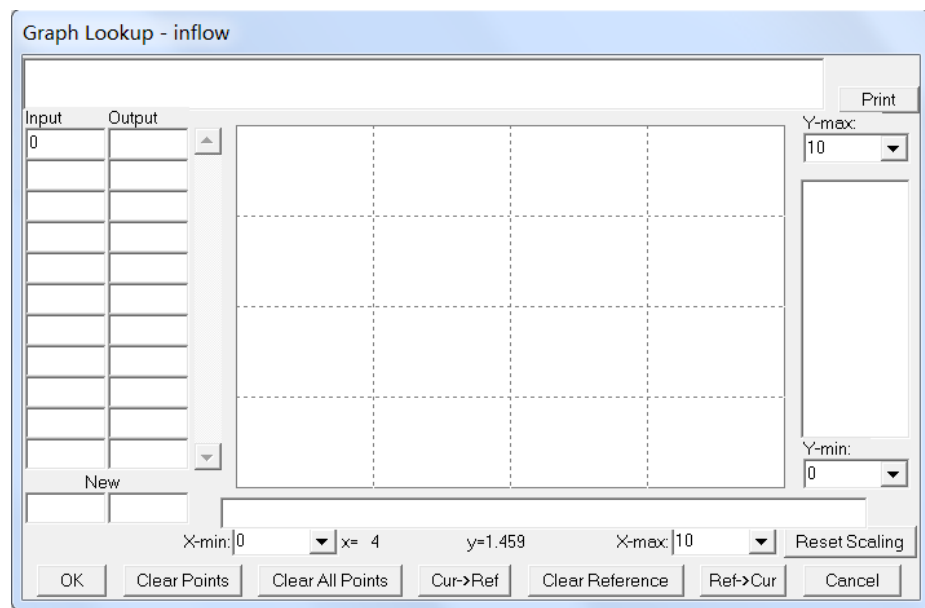 Graph Lookup - inflow
Print
Input Output
Y-max:
0
10
Y-min:
0
New
X-min: 0 x= 4 y=1.459 X-max: 10 Reset Scaling
OK Clear Points Clear All Points Cur->Ref Clear Reference Ref->Cur Cancel